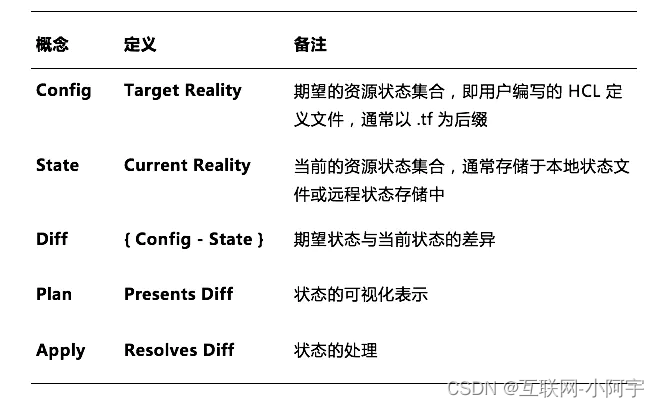 概念 定义 备注
Config Target Reality 期望的资源状态集合，即用户编写的 HCL 定
义文件，通常以 .tf 为后缀
State Current Reality 当前的资源状态集合，通常存储于本地状态文
件或远程状态存储中
Diff { Config - State } 期望状态与当前状态的差异
Plan Presents Diff 状态的可视化表示
Apply Resolves Diff 状态的处理
CSDN @互联网-小阿宇